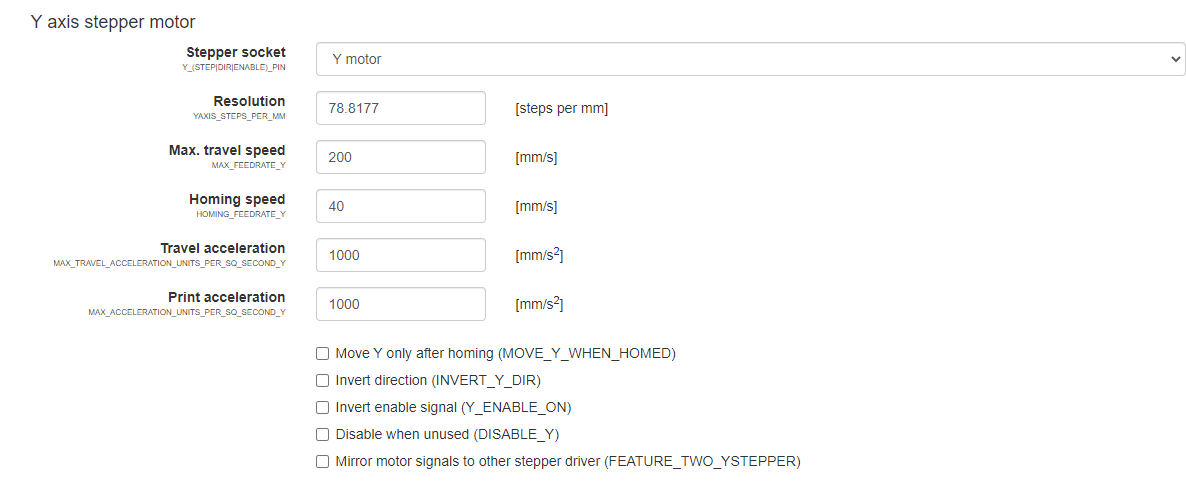 Y axis stepper motor
Stepper socket
Y_(STEP|DIR|ENABLE)_PIN
Y motor
Resolution
YAXIS_STEPS_PER_MM
78.8177
[steps per mm]
Max. travel speed
MAX_FEEDRATE_Y
200
[mm/s]
Homing speed
HOMING_FEEDRATE_Y
40
[mm/s]
Travel acceleration
MAX_TRAVEL_ACCELERATION_UNITS_PER_SQ_SECOND_Y
1000
[mm/s²]
Print acceleration
MAX_ACCELERATION_UNITS_PER_SQ_SECOND_Y
1000
[mm/s²]
Move Y only after homing (MOVE_Y_WHEN_HOMED)
Invert direction (INVERT_Y_DIR)
Invert enable signal (Y_ENABLE_ON)
Disable when unused (DISABLE_Y)
Mirror motor signals to other stepper driver (FEATURE_TWO_YSTEPPER)